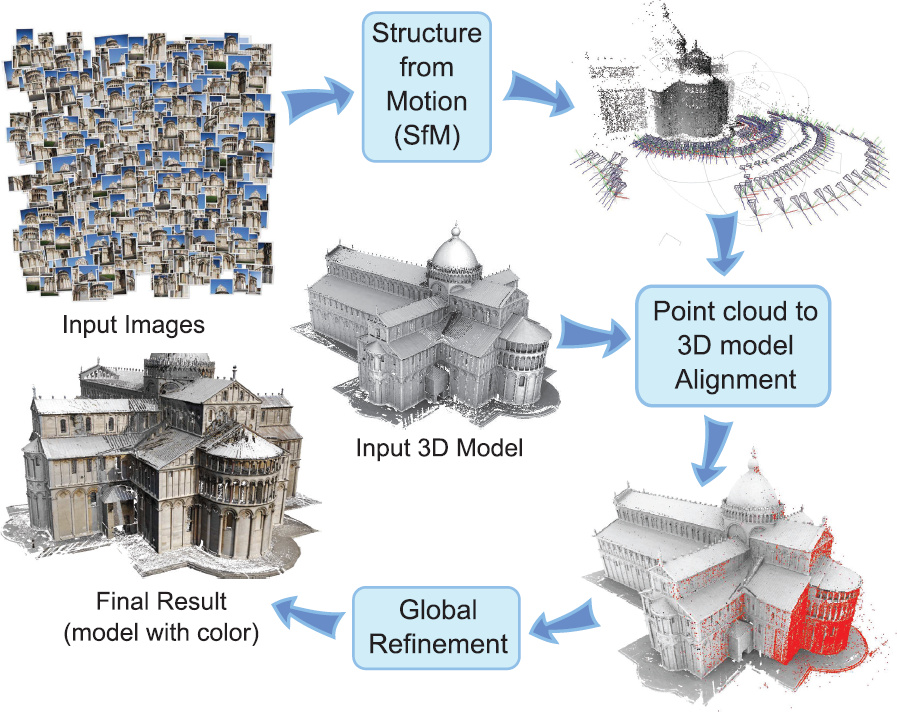 Structure
from
Motion
(SfM)
Input Images
Point cloud to
3D model
Alignment
Input 3D Model
Final Result
(model with color)
Global
Refinement